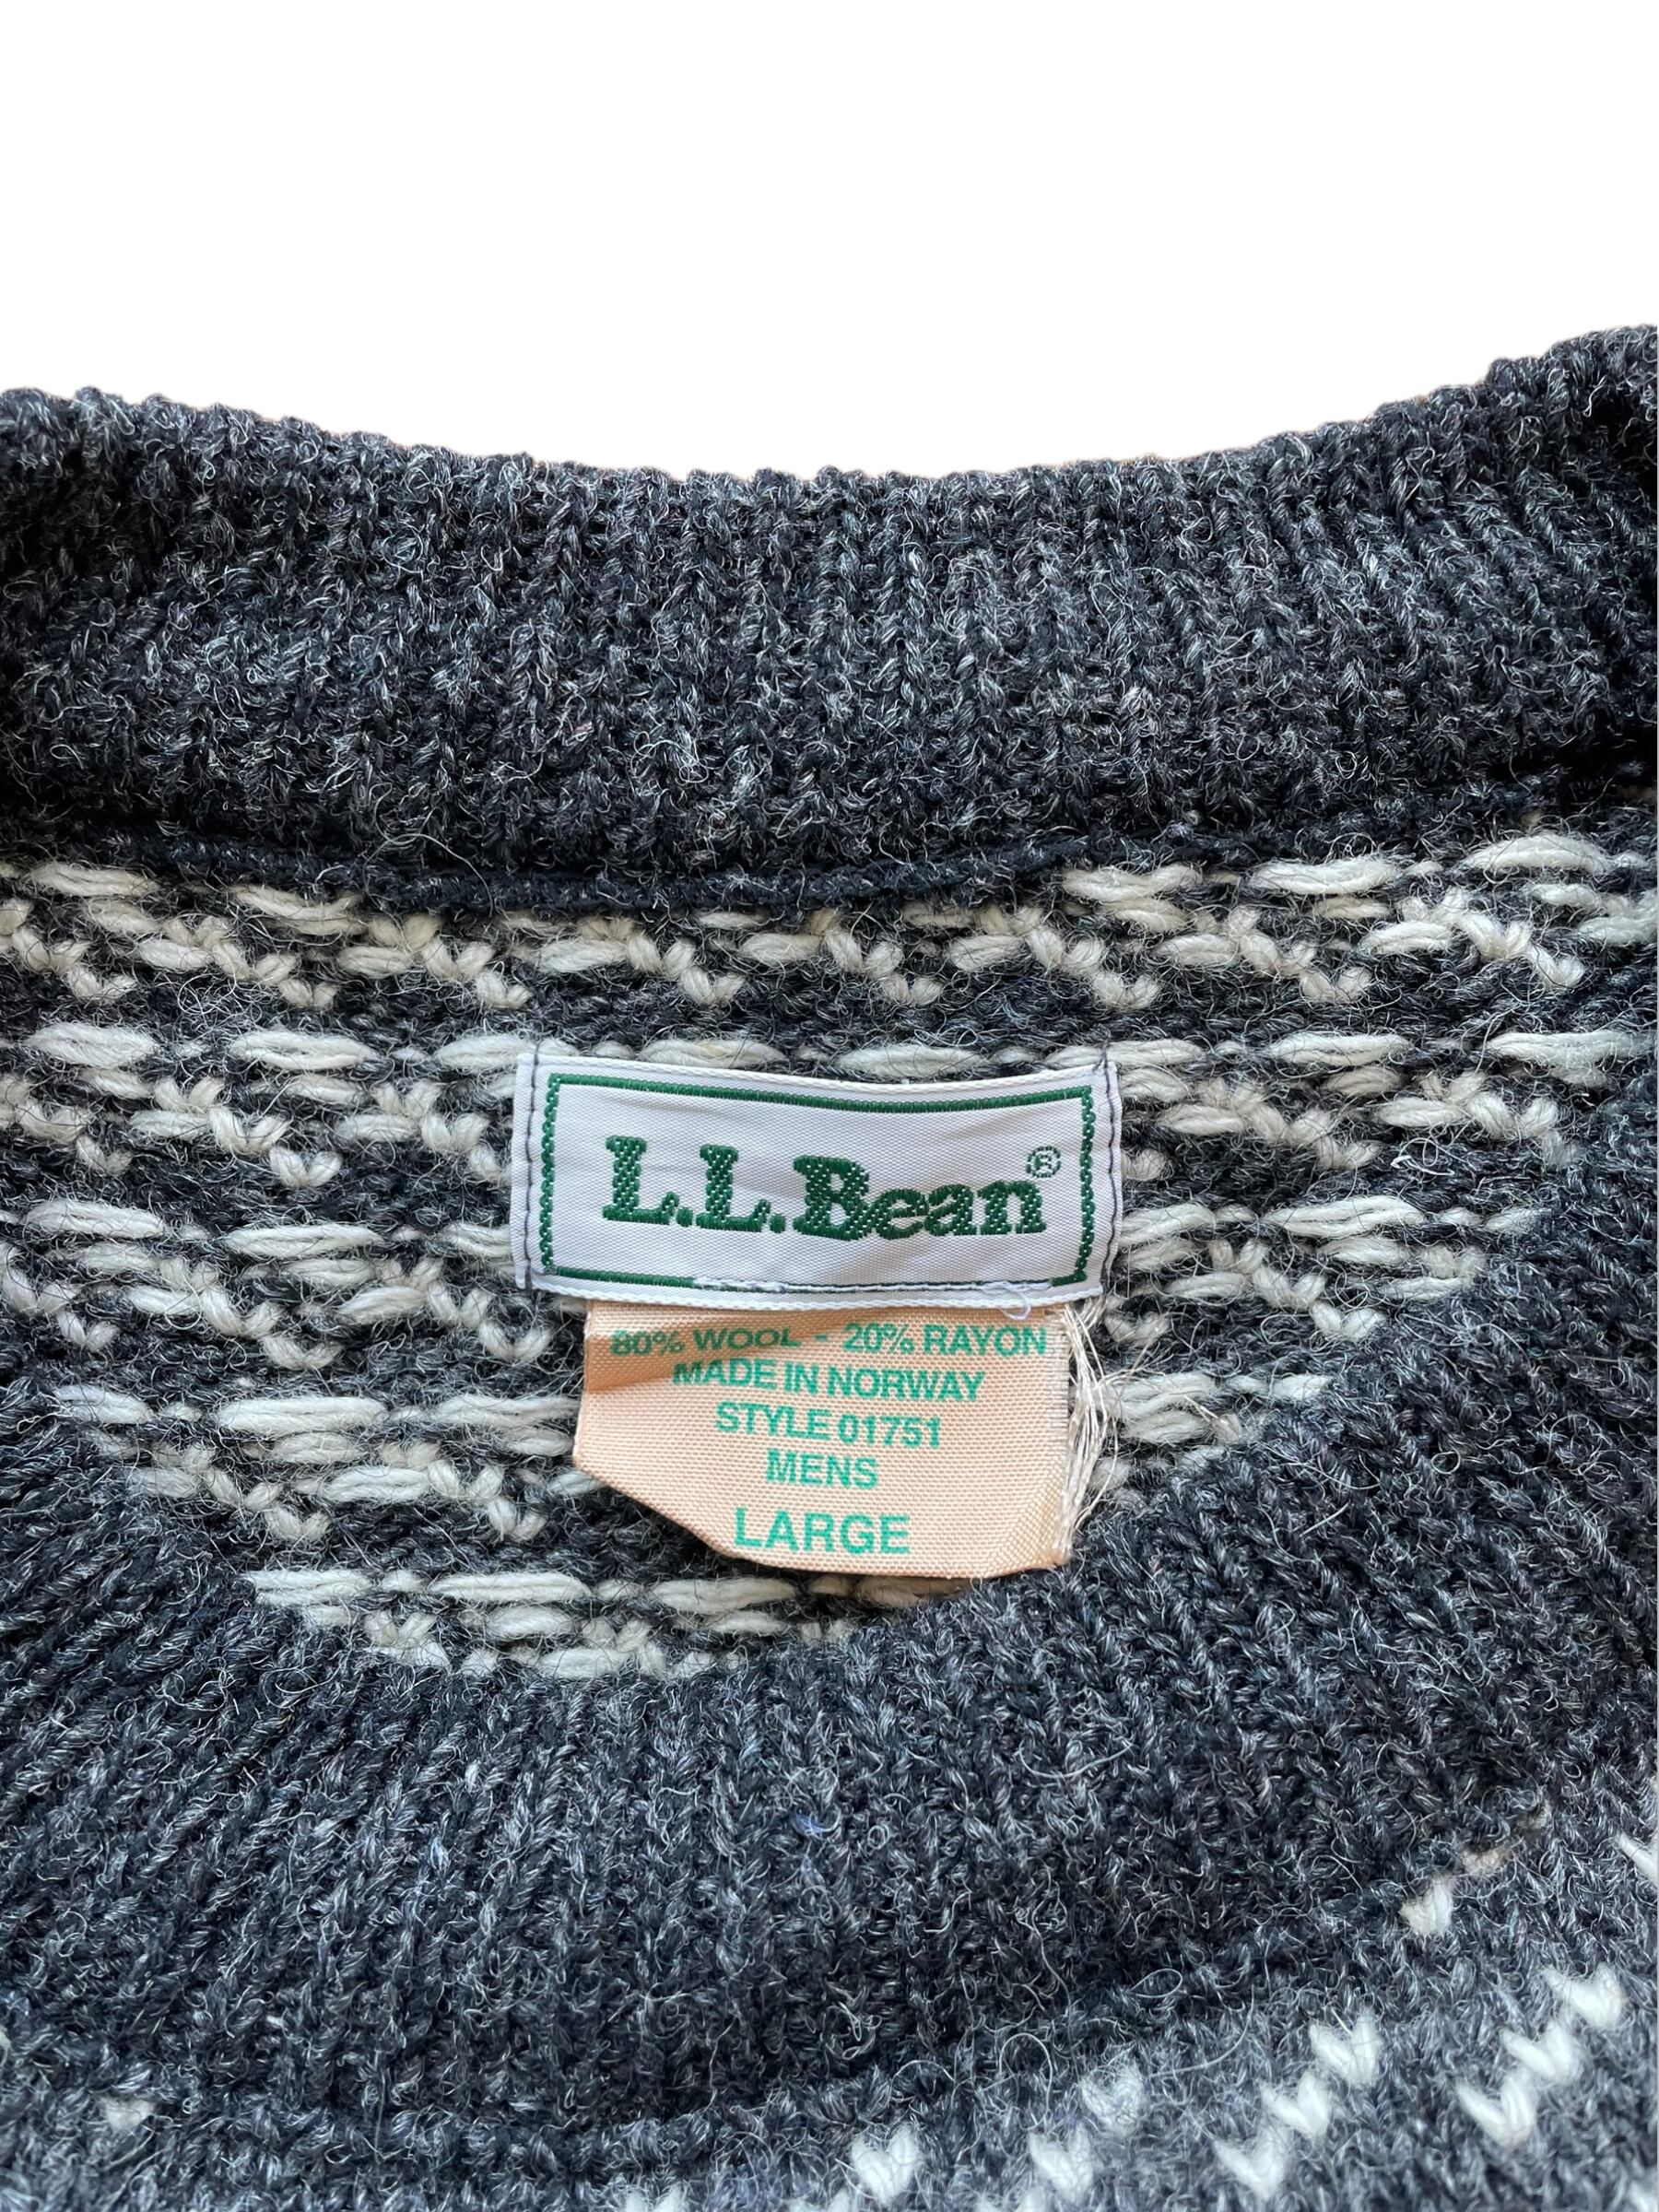 L.L.Bean®
80% WOOL - 20% RAYON
MADE IN NORWAY
STYLE 01751
MENS
LARGE